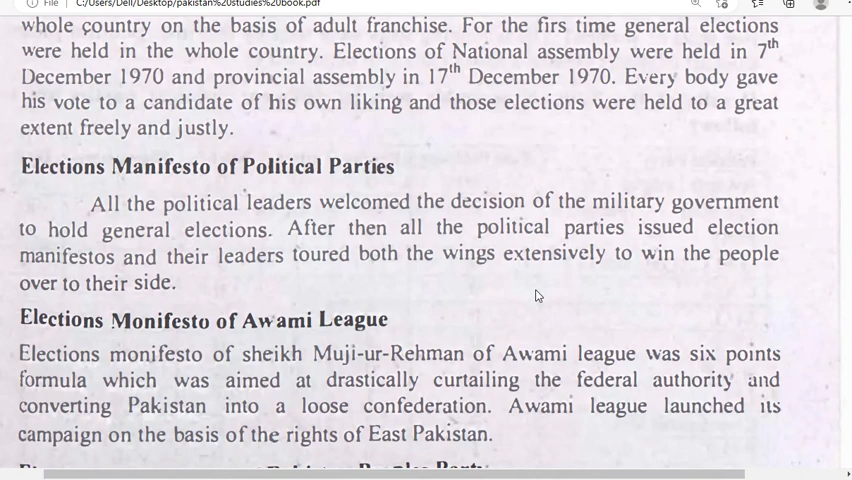 File
C:/Users/Dell/Desktop/pakistan%20studies%20book.pdf
whole country on the basis of adult franchise. For the firs time general elections
were held in the whole country. Elections of National assembly were held in 7th
December 1970 and provincial assembly in 17th December 1970. Every body gave
his vote to a candidate of his own liking and those elections were held to a great
extent freely and justly.
Elections Manifesto of Political Parties
All the political leaders welcomed the decision of the military government
to hold general elections. After then all the political parties issued election
manifestos and their leaders toured both the wings extensively to win the people
over to their side.
Elections Monifesto of Awami League
Elections monifesto of sheikh Muji-ur-Rehman of Awami league was six points
formula which was aimed at drastically curtailing the federal authority and
converting Pakistan into a loose confederation. Awami league launched its
campaign on the basis of the rights of East Pakistan.